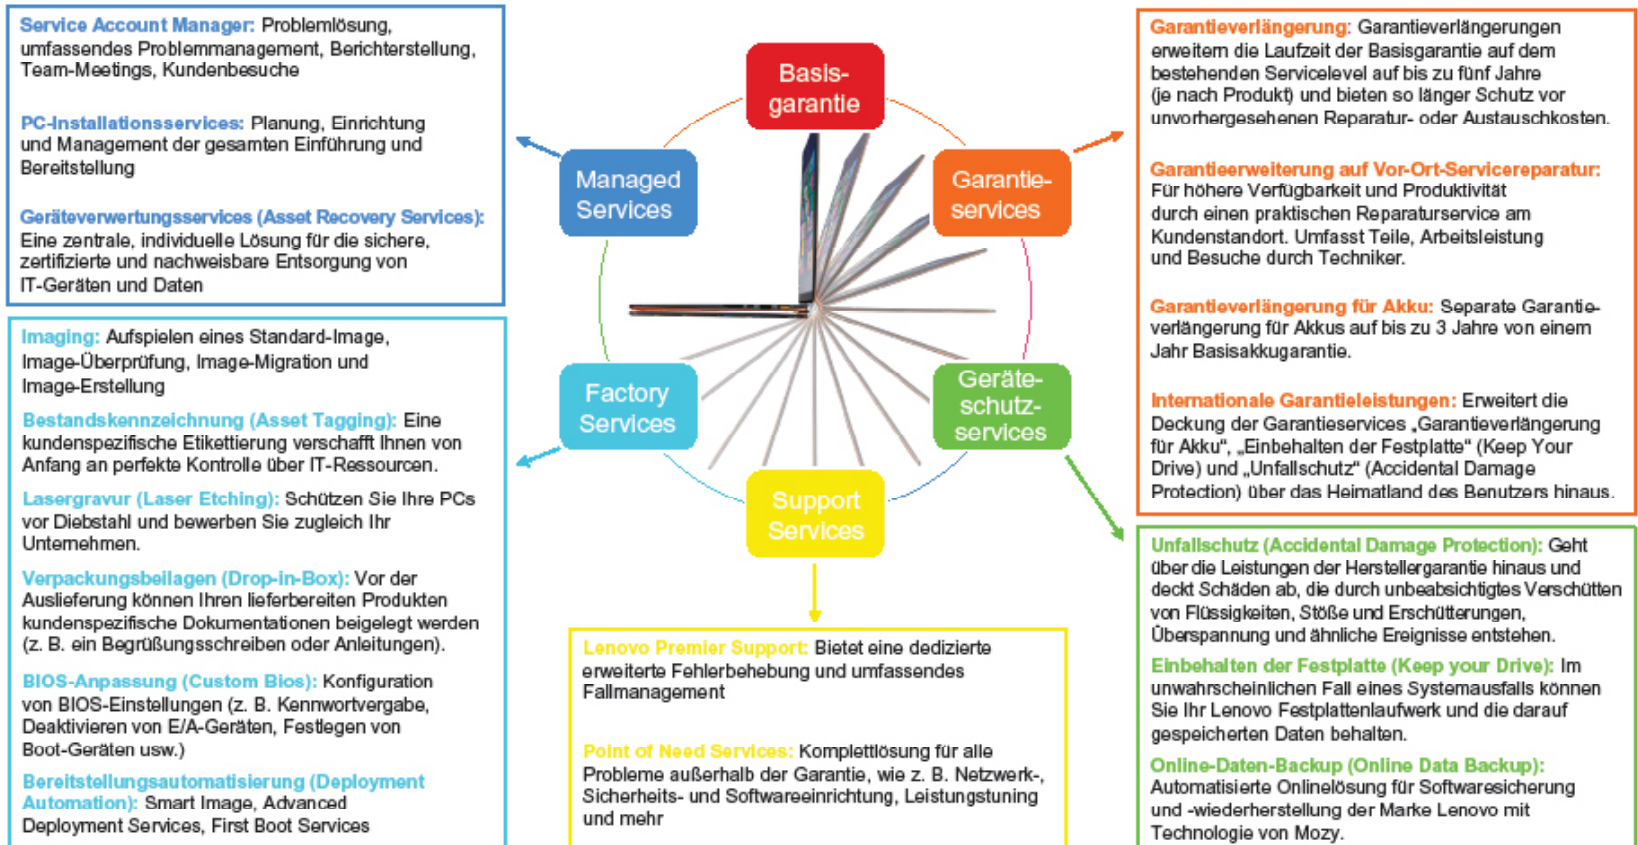 Service Account Manager: Problemlösung,
umfassendes Problemmanagement, Berichterstellung,
Team-Meetings, Kundenbesuche
PC-Installationsservices: Planung, Einrichtung
und Management der gesamten Einführung und
Bereitstellung
Geräteverwertungsservices (Asset Recovery Services):
Eine zentrale, individuelle Lösung für die sichere,
zertifizierte und nachweisbare Entsorgung von
IT-Geräten und Daten
Imaging: Aufspielen eines Standard-Image,
Image-Überprüfung, Image-Migration und
Image-Erstellung
Bestandskennzeichnung (Asset Tagging): Eine
kundenspezifische Etikettierung verschafft Ihnen von
Anfang an perfekte Kontrolle über IT-Ressourcen.
Lasergravur (Laser Etching): Schützen Sie Ihre PCs
vor Diebstahl und bewerben Sie zugleich Ihr
Unternehmen.
Verpackungsbeilagen (Drop-in-Box): Vor der
Auslieferung können Ihren lieferbereiten Produkten
kundenspezifische Dokumentationen beigelegt werden
(z. B. ein Begrüßungsschreiben oder Anleitungen).
BIOS-Anpassung (Custom Bios): Konfiguration
von BIOS-Einstellungen (z. B. Kennwortvergabe,
Deaktivieren von E/A-Geräten, Festlegen von
Boot-Geräten usw.)
Bereitstellungsautomatisierung (Deployment
Automation): Smart Image, Advanced
Deployment Services, First Boot Services
Basis-
garantie
Managed
Services
Garantie-
services
Factory
Services
Geräte-
schutz-
services
Support
Services
Lenovo Premier Support: Bietet eine dedizierte
erweiterte Fehlerbehebung und umfassendes
Fallmanagement
Point of Need Services: Komplettlösung für alle
Probleme außerhalb der Garantie, wie z. B. Netzwerk-,
Sicherheits- und Softwareeinrichtung, Leistungstuning
und mehr
Garantieverlängerung: Garantieverlängerungen
erweitern die Laufzeit der Basisgarantie auf dem
bestehenden Servicelevel auf bis zu fünf Jahre
(je nach Produkt) und bieten so länger Schutz vor
unvorhergesehenen Reparatur- oder Austauschkosten.
Garantieerweiterung auf Vor-Ort-Servicereparatur:
Für höhere Verfügbarkeit und Produktivität
durch einen praktischen Reparaturservice am
Kundenstandort. Umfasst Teile, Arbeitsleistung
und Besuche durch Techniker.
Garantieverlängerung für Akku: Separate Garantie-
verlängerung für Akkus auf bis zu 3 Jahre von einem
Jahr Basisakkugarantie.
Internationale Garantieleistungen: Erweitert die
Deckung der Garantieservices „Garantieverlängerung
für Akku“, „Einbehalten der Festplatte“ (Keep Your
Drive) und „Unfallschutz“ (Accidental Damage
Protection) über das Heimatland des Benutzers hinaus.
Unfallschutz (Accidental Damage Protection): Geht
über die Leistungen der Herstellergarantie hinaus und
deckt Schäden ab, die durch unbeabsichtigtes Verschütten
von Flüssigkeiten, Stöße und Erschütterungen,
Überspannung und ähnliche Ereignisse entstehen.
Einbehalten der Festplatte (Keep your Drive): Im
unwahrscheinlichen Fall eines Systemausfalls können
Sie Ihr Lenovo Festplattenlaufwerk und die darauf
gespeicherten Daten behalten.
Online-Daten-Backup (Online Data Backup):
Automatisierte Onlinelösung für Softwaresicherung
und -wiederherstellung der Marke Lenovo mit
Technologie von Mozy.